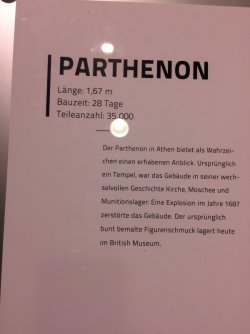 PARTHENON
Länge: 1,67 m
Bauzeit: 28 Tage
Teileanzahl: 35 000
Der Parthenon in Athen bietet als Wahrzei-
chen einen erhabenen Anblick. Ursprünglich
ein Tempel, war das Gebäude in seiner wech-
selvollen Geschichte Kirche, Moschee und
Munitionslager. Eine Explosion im Jahre 1687
zerstörte das Gebäude. Der ursprünglich
bunt bemalte Figurenschmuck lagert heute
im British Museum.